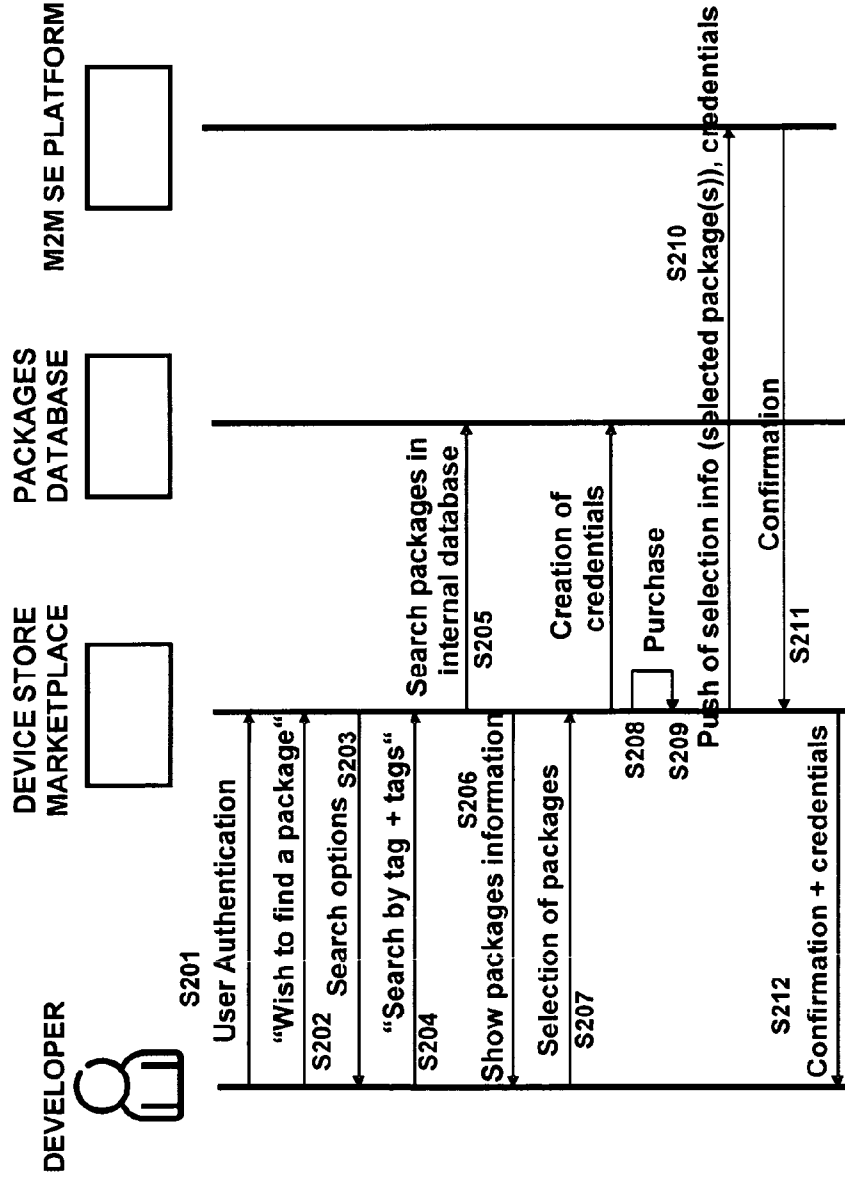 DEVELOPER
DEVICE STORE
MARKETPLACE
PACKAGES
DATABASE
M2M SE PLATFORM
S201
User Authentication
“Wish to find a package“
S202
Search options
S203
“Search by tag + tags“
S204
Search packages in
internal database
S205
S206
Show packages information
Selection of packages
S207
Creation of
credentials
S208
Purchase
S209
S210
Push of selection info (selected package(s)), credentials
Confirmation
S211
S212
Confirmation + credentials